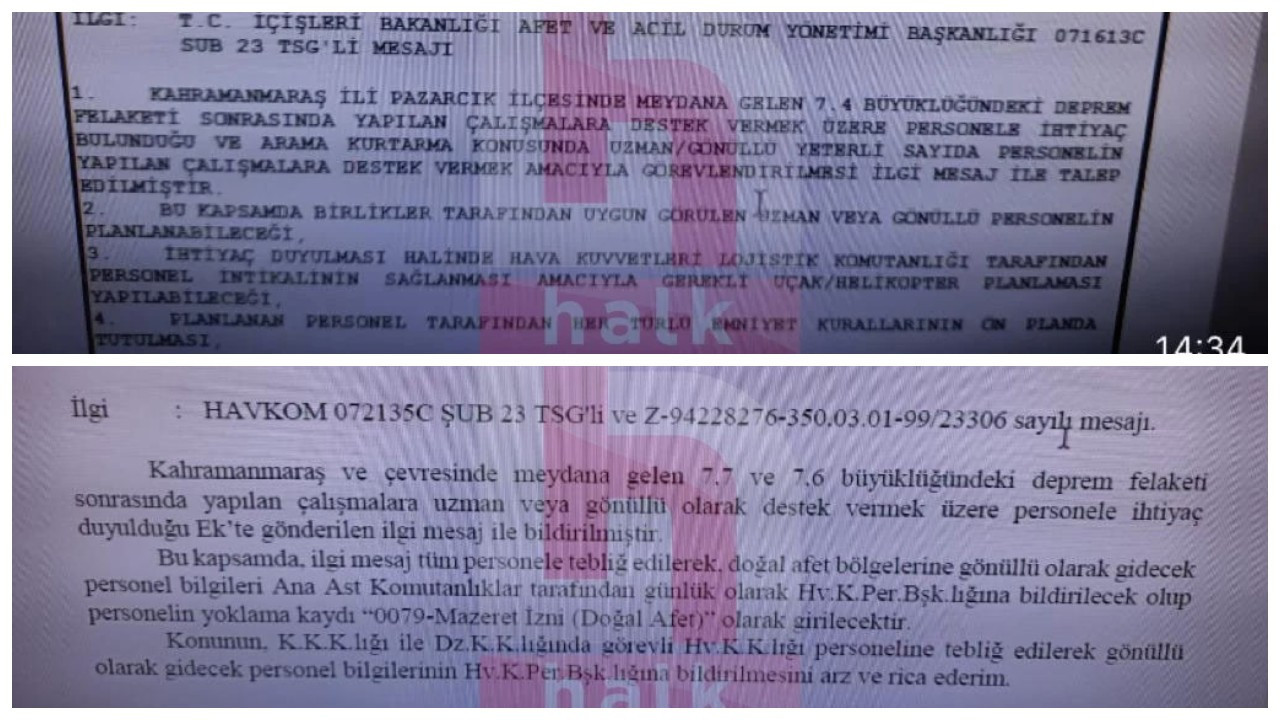 İLGİ: T.C. İÇİŞLERİ BAKANLIĞI AFET VE ACİL DURUM YÖNETİMİ BAŞKANLIĞI 071613C
SUB 23 TSG'Lİ MESAJI
1. KAHRAMANMARAŞ İLİ PAZARCIK İLÇESİNDE MEYDANA GELEN 7.4 BÜYÜKLÜĞÜNDEKİ DEPREM
FELAKETİ SONRASINDA YAPILAN ÇALIŞMALARA DESTEK VERMEK ÜZERE PERSONELE İHTİYAÇ
BULUNDUĞU VE ARAMA KURTARMA KONUSUNDA UZMAN/GÖNÜLLÜ YETERLİ SAYIDA PERSONELİN
YAPILAN ÇALIŞMALARA DESTEK VERMEK AMACIYLA GÖREVLENDİRİLMESİ İLGİ MESAJ İLE TALEP
EDİLMİŞTİR.
2. BU KAPSAMDA BİRLİKLER TARAFINDAN UYGUN GÖRÜLEN UZMAN VEYA GÖNÜLLÜ PERSONELİN
PLANLANABİLECEĞİ,
3. İHTİYAÇ DUYULMASI HALİNDE HAVA KUVVETLERİ LOJİSTİK KOMUTANLIĞI TARAFINDAN
PERSONEL İNTİKALİNİN SAĞLANMASI AMACIYLA GEREKLİ UÇAK/HELİKOPTER PLANLAMASI
YAPILABİLECEĞİ,
4. PLANLANAN PERSONEL TARAFINDAN HER TÜRLÜ EMNİYET KURALLARININ ÖN PLANDA
TUTULMASI,
halk
14:34
İlgi : HAVKOM 072135C ŞUB 23 TSG'li ve Z-94228276-350.03.01-99/23306 sayılı mesajı.
Kahramanmaraş ve çevresinde meydana gelen 7.7 ve 7.6 büyüklüğündeki deprem felaketi
sonrasında yapılan çalışmalara uzman veya gönüllü olarak destek vermek üzere personele ihtiyaç
duyulduğu Ek'te gönderilen ilgi mesaj ile bildirilmiştir.
Bu kapsamda, ilgi mesaj tüm personele tebliğ edilerek, doğal afet bölgelerine gönüllü olarak gidecek
personel bilgileri Ana Ast Komutanlıklar tarafından günlük olarak Hv.K.Per.Bşk.lığına bildirilecek olup
personelin yoklama kaydı “0079-Mazeret İzni (Doğal Afet)” olarak girilecektir.
Konunun, K.K.K.lığı ile Dz.K.K.lığında görevli Hv.K.K.lığı personeline tebliğ edilerek gönüllü
olarak gidecek personel bilgilerinin Hv.K.Per.Bşk.lığına bildirilmesini arz ve rica ederim.
halk